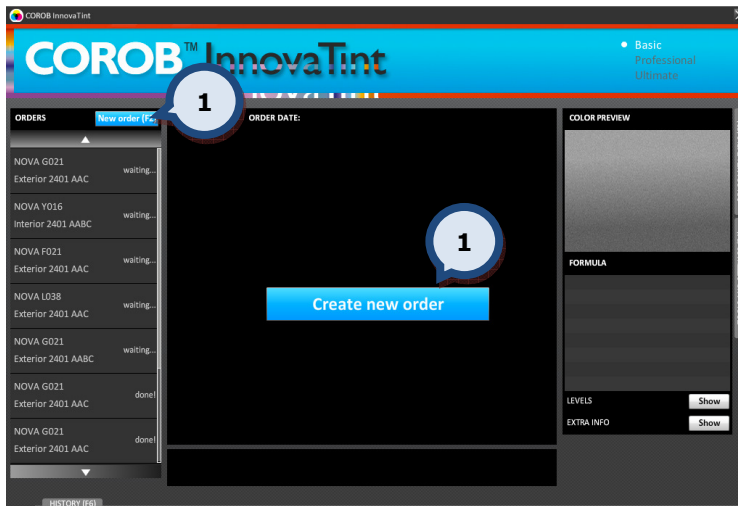 COROB InnovaTint
COROB™ InnovaTint
Basic
Professional
Ultimate
1
ORDERS
New order (F2)
ORDER DATE:
COLOR PREVIEW
NOVA G021
Exterior 2401 AAC
waiting...
NOVA Y016
Interior 2401 AABC
waiting...
NOVA F021
Exterior 2401 AAC
waiting...
NOVA L038
Exterior 2401 AAC
waiting...
NOVA G021
Exterior 2401 AABC
waiting...
NOVA G021
Exterior 2401 AAC
done!
NOVA G021
Exterior 2401 AAC
done!
1
Create new order
FORMULA
LEVELS
Show
EXTRA INFO
Show
HISTORY (F6)